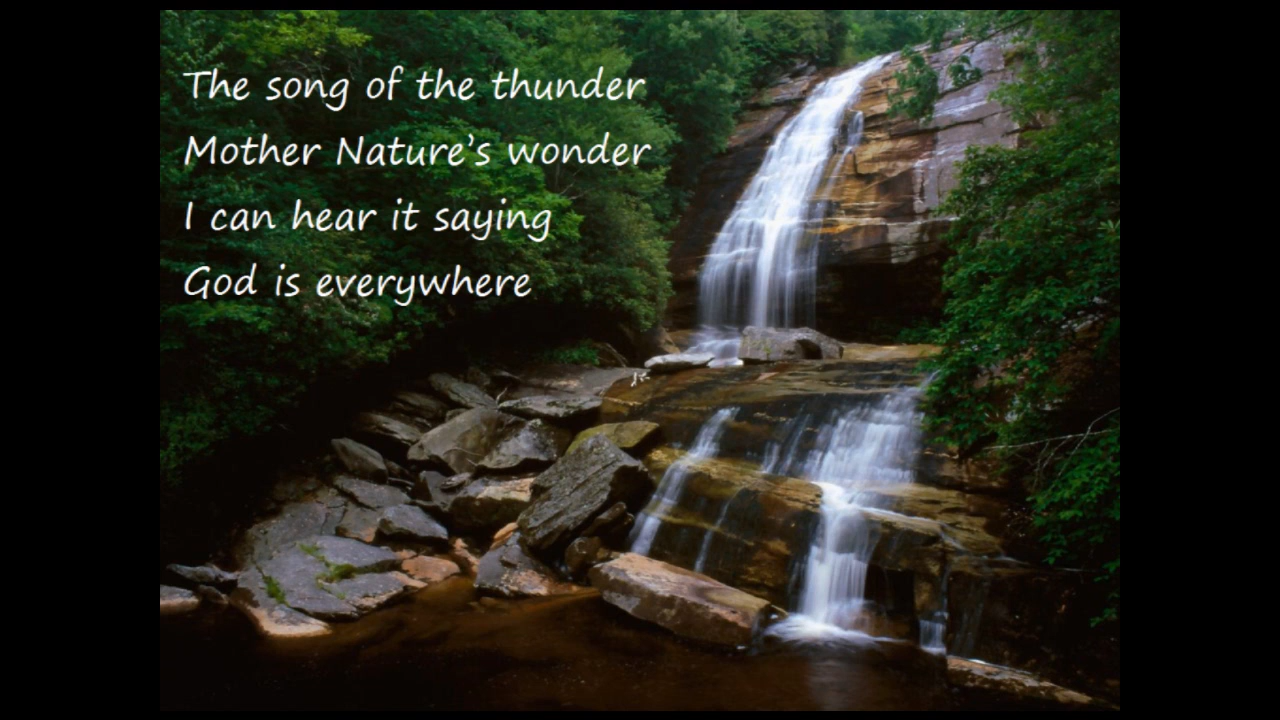 The song of the thunder
Mother Nature's wonder
I can hear it saying
God is everywhere